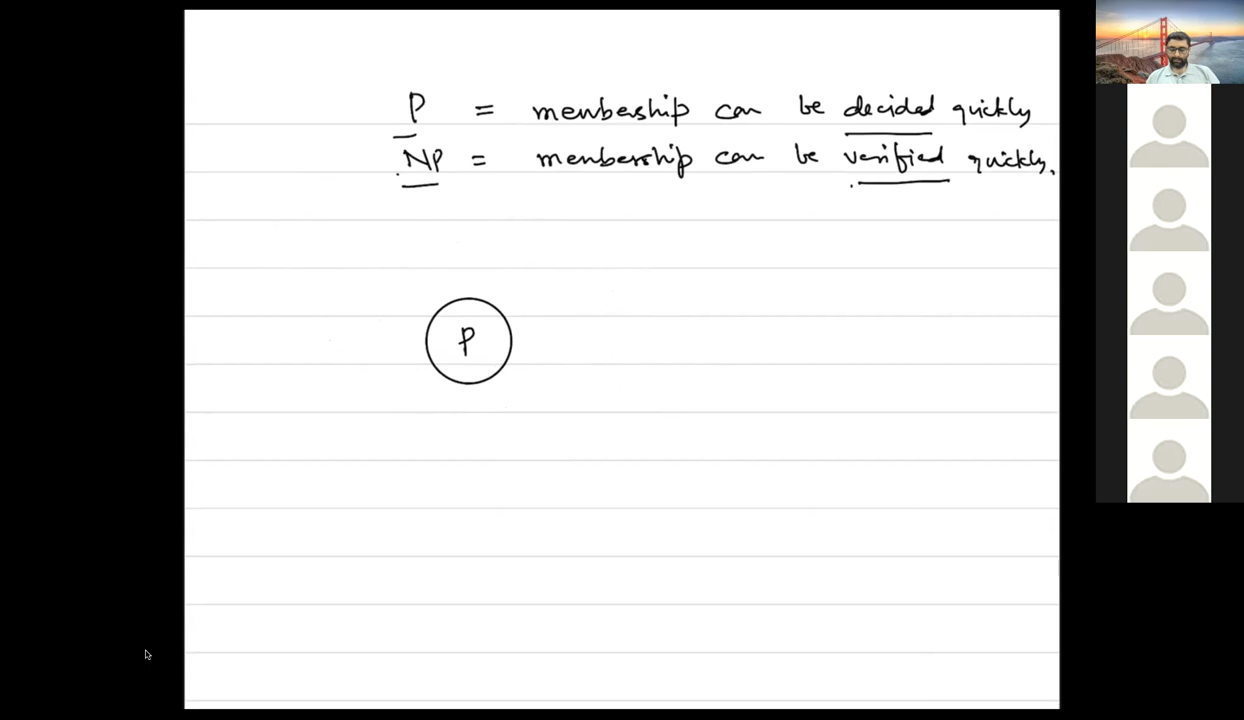 P = membership can be decided quickly
NP = membership can be verified quickly.
P